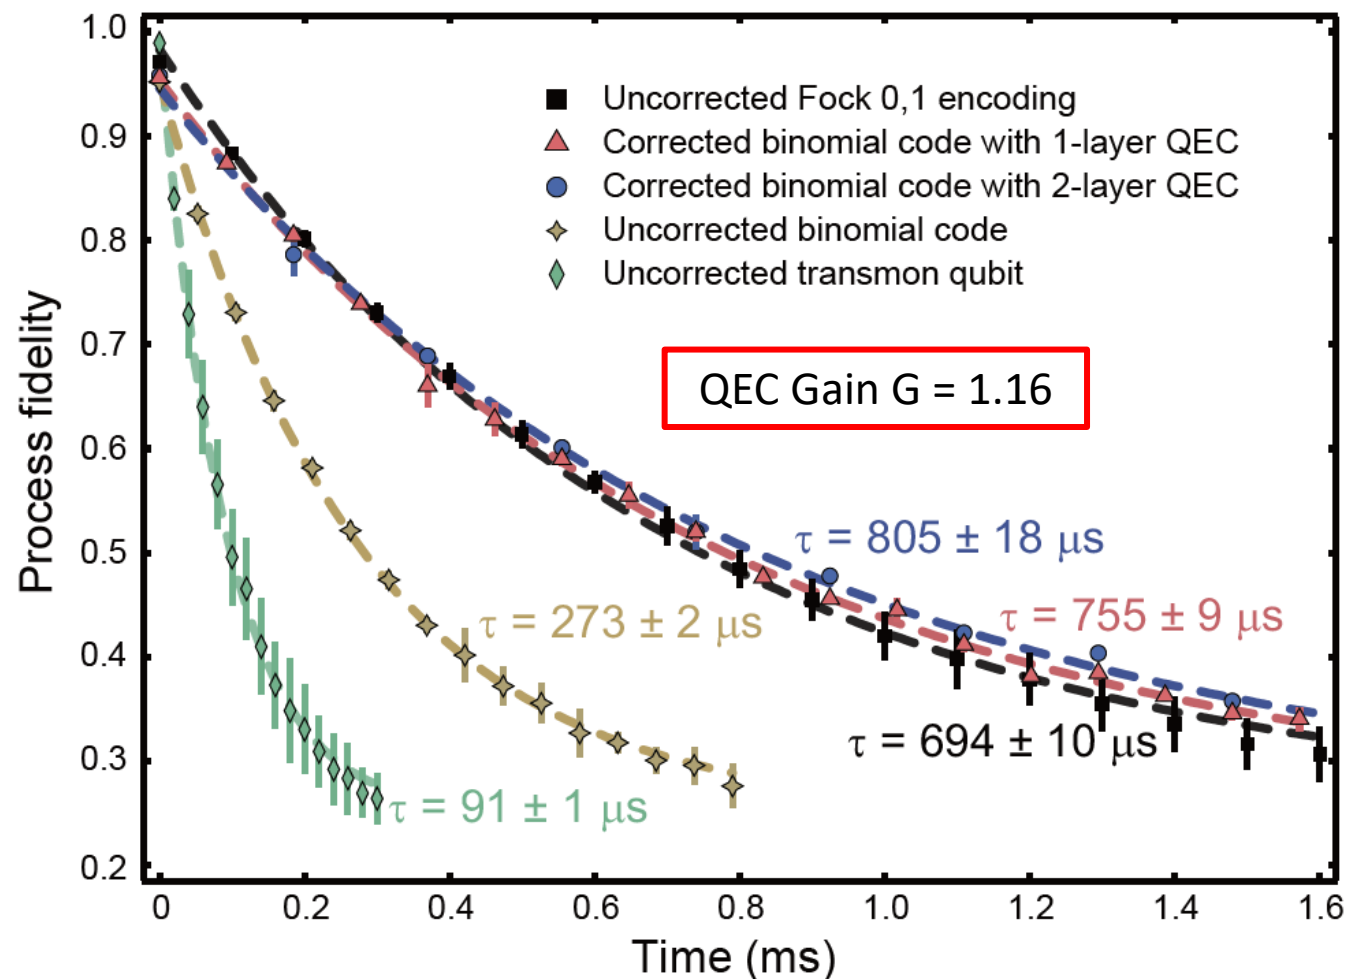 1.0
0.9
0.8
0.7
0.6
0.5
0.4
0.3
0.2
Process fidelity
Uncorrected Fock 0,1 encoding
Corrected binomial code with 1-layer QEC
Corrected binomial code with 2-layer QEC
Uncorrected binomial code
Uncorrected transmon qubit
QEC Gain G = 1.16
τ = 805 ± 18 μs
τ = 273 ± 2 μs
τ = 755 ± 9 μs
τ = 694 ± 10 μs
τ = 91 ± 1 μs
0 0.2 0.4 0.6 0.8 1.0 1.2 1.4 1.6
Time (ms)